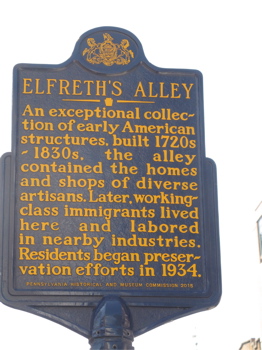 ELFRETH'S ALLEY
An exceptional collec-
tion of early American
structures, built 1720s
-1830s, the alley
contained the homes
and shops of diverse
artisans. Later, working-
class immigrants lived
here and labored
in nearby industries.
Residents began preser-
vation efforts in 1934.
PENNSYLVANIA HISTORICAL AND MUSEUM COMMISSION 2015